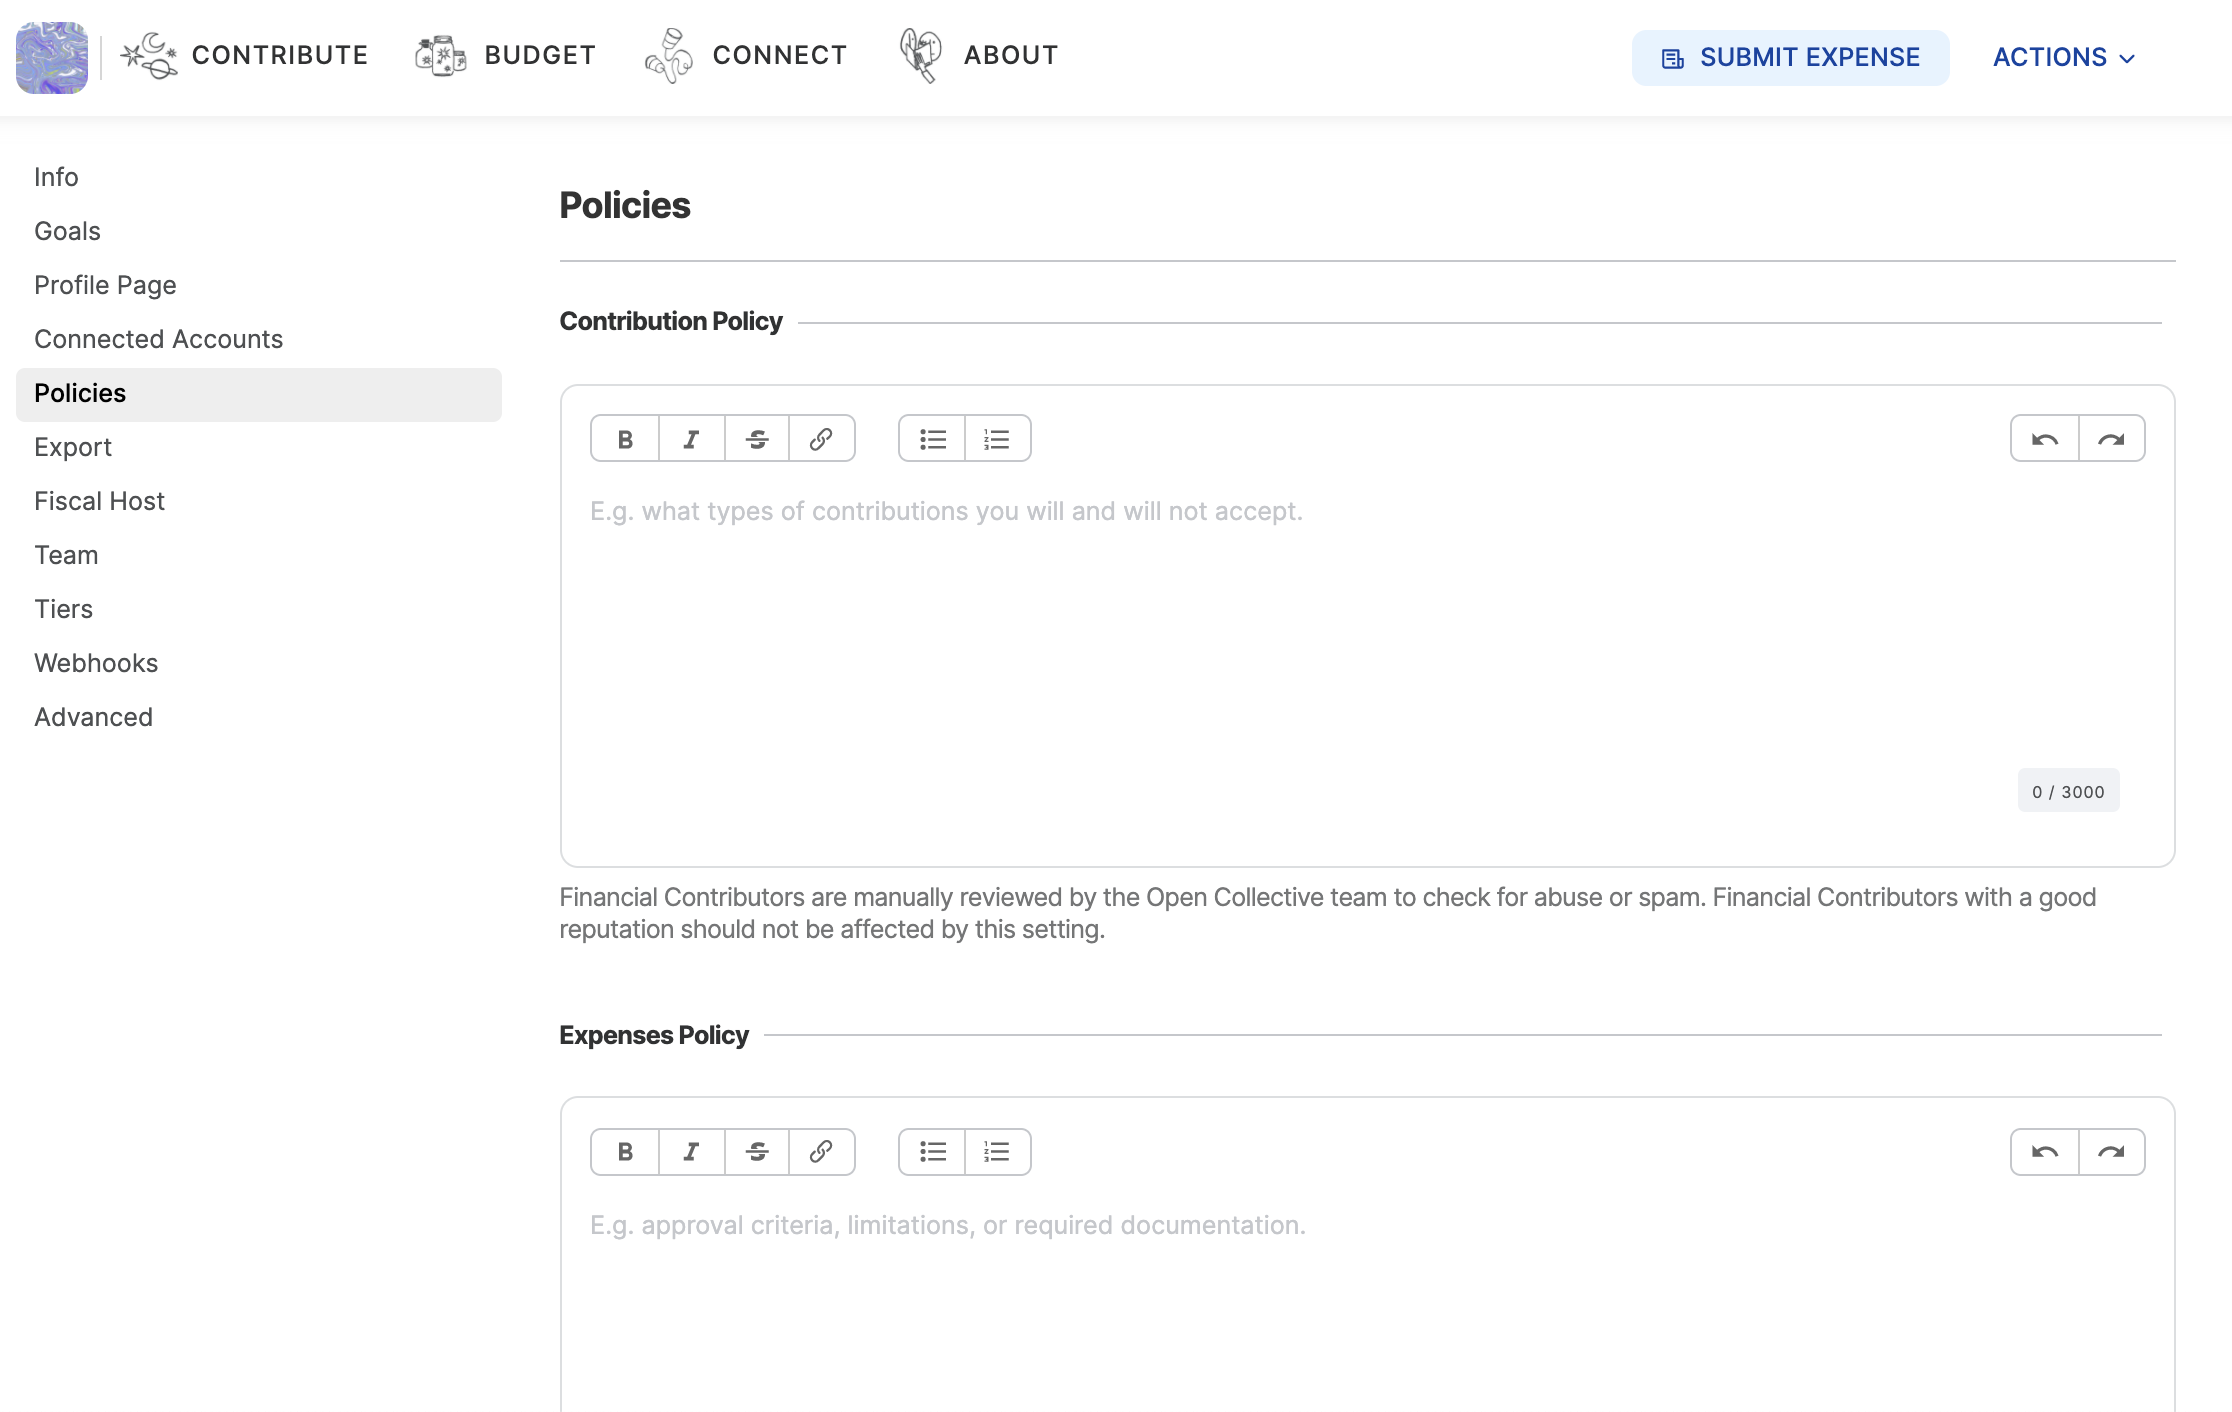 CONTRIBUTE
BUDGET
CONNECT
ABOUT
SUBMIT EXPENSE
ACTIONS
Info
Goals
Profile Page
Connected Accounts
Policies
Export
Fiscal Host
Team
Tiers
Webhooks
Advanced
Policies
Contribution Policy
E.g. what types of contributions you will and will not accept.
0 / 3000
Financial Contributors are manually reviewed by the Open Collective team to check for abuse or spam. Financial Contributors with a good
reputation should not be affected by this setting.
Expenses Policy
E.g. approval criteria, limitations, or required documentation.